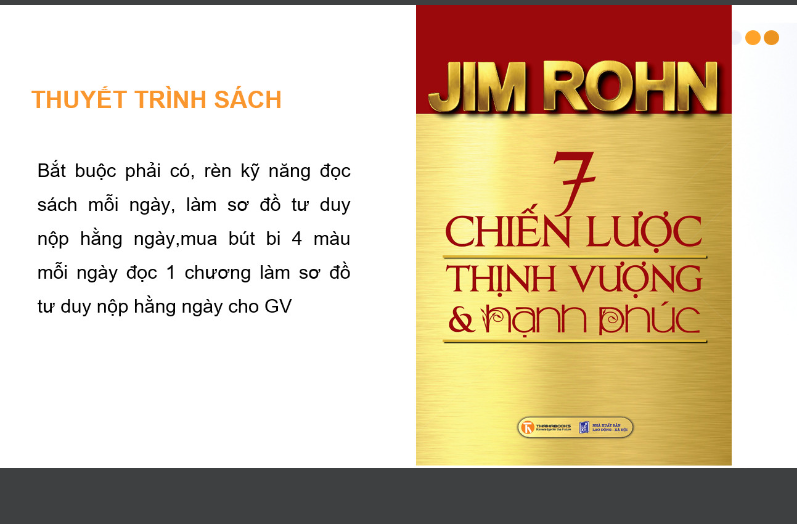 THUYẾT TRÌNH SÁCH
Bắt buộc phải có, rèn kỹ năng đọc
sách mỗi ngày, làm sơ đồ tư duy
nộp hằng ngày,mua bút bi 4 màu
mỗi ngày đọc 1 chương làm sơ đồ
tư duy nộp hằng ngày cho GV
JIM ROHN
7
CHIẾN LƯỢC
THỊNH VƯỢNG
& hạnh phúc
THAIHABOOKS
NHÀ XUẤT BẢN
LAO ĐỘNG - XÃ HỘI